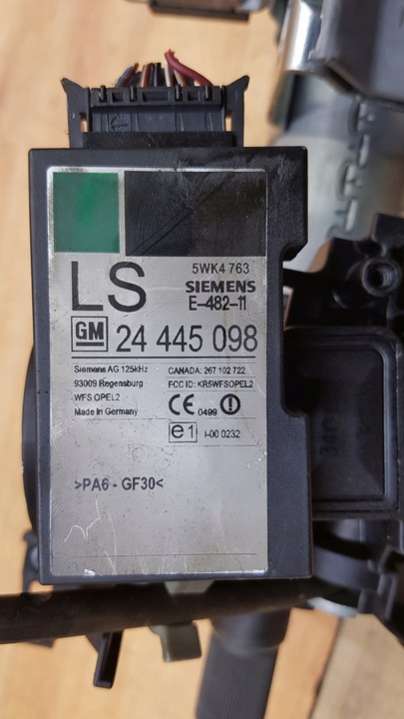 LS
5WK4 763
SIEMENS
E-482-11
GM 24 445 098
Siemens AG 125kHz
93009 Regensburg
WFS OPEL2
Made in Germany
CANADA: 267 102 722
FCC ID: KR5WFSOPEL2
CE 0499
e1 I-00 0232
>PA6 - GF30<